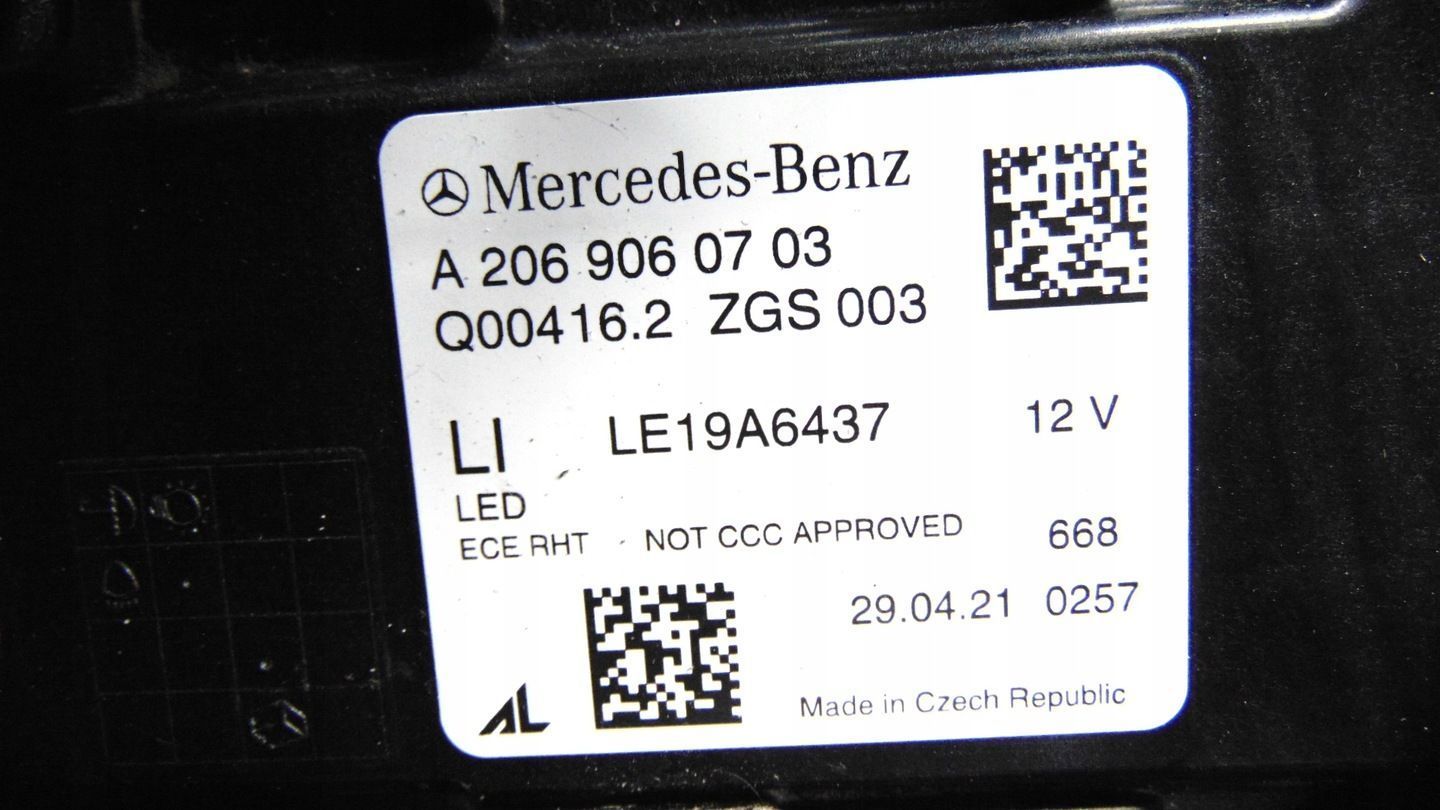 Mercedes-Benz
A 206 906 07 03
Q00416.2 ZGS 003
LI LE19A6437 12 V
LED
ECE RHT - NOT CCC APPROVED 668
29.04.21 0257
AL Made in Czech Republic